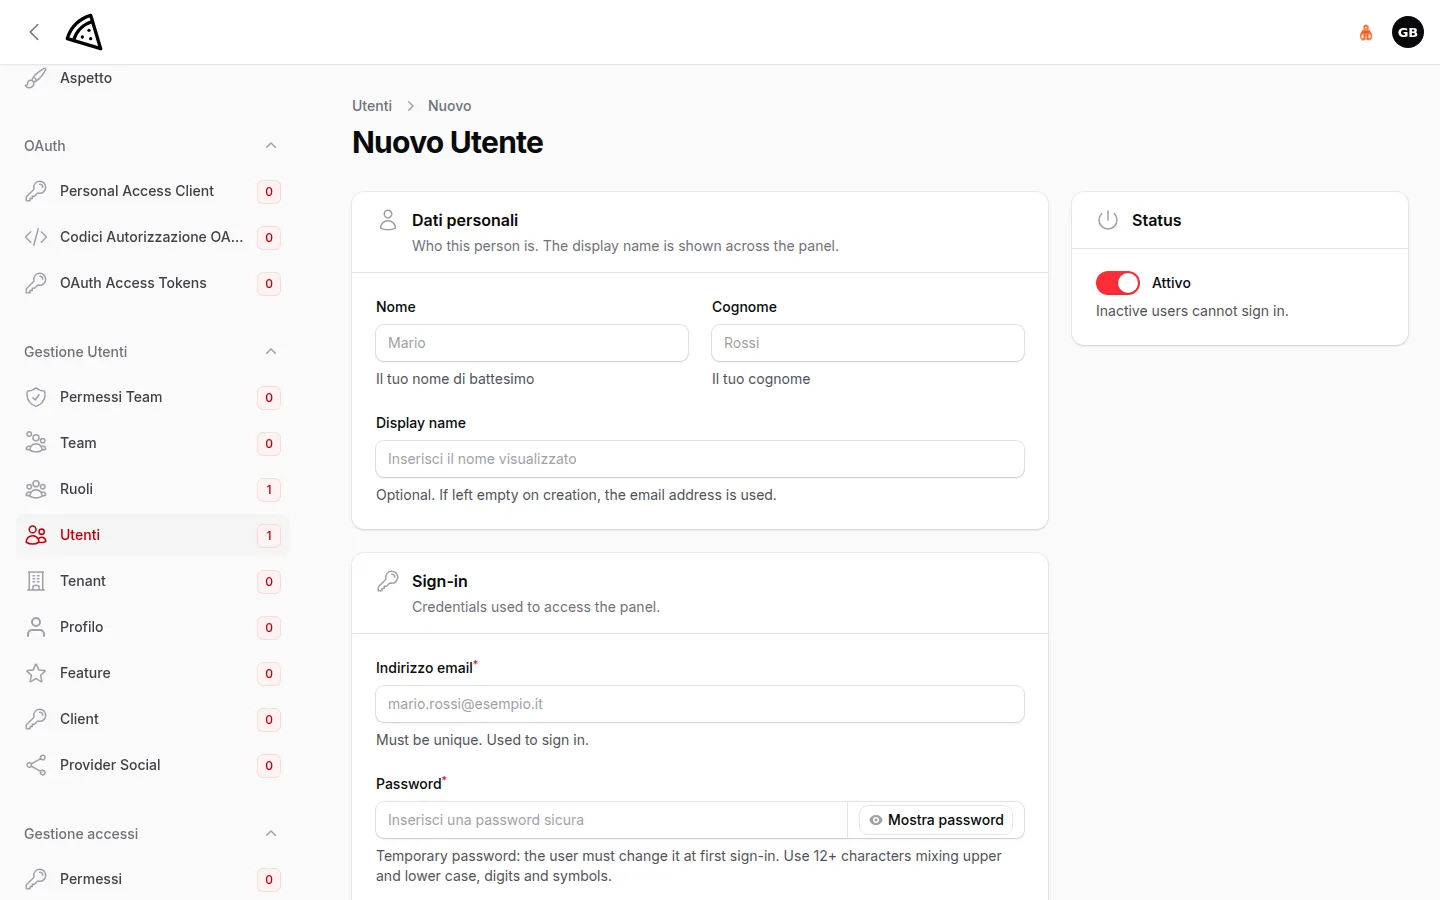 GB
Aspetto
OAuth
Personal Access Client 0
Codici Autorizzazione OA... 0
OAuth Access Tokens 0
Gestione Utenti
Permessi Team 0
Team 0
Ruoli 1
Utenti 1
Tenant 0
Profilo 0
Feature 0
Client 0
Provider Social 0
Gestione accessi
Permessi 0
Utenti > Nuovo
Nuovo Utente
Dati personali
Who this person is. The display name is shown across the panel.
Nome
Mario
Il tuo nome di battesimo
Cognome
Rossi
Il tuo cognome
Display name
Inserisci il nome visualizzato
Optional. If left empty on creation, the email address is used.
Sign-in
Credentials used to access the panel.
Indirizzo email*
mario.rossi@esempio.it
Must be unique. Used to sign in.
Password*
Inserisci una password sicura
Mostra password
Temporary password: the user must change it at first sign-in. Use 12+ characters mixing upper
and lower case, digits and symbols.
Status
Attivo
Inactive users cannot sign in.